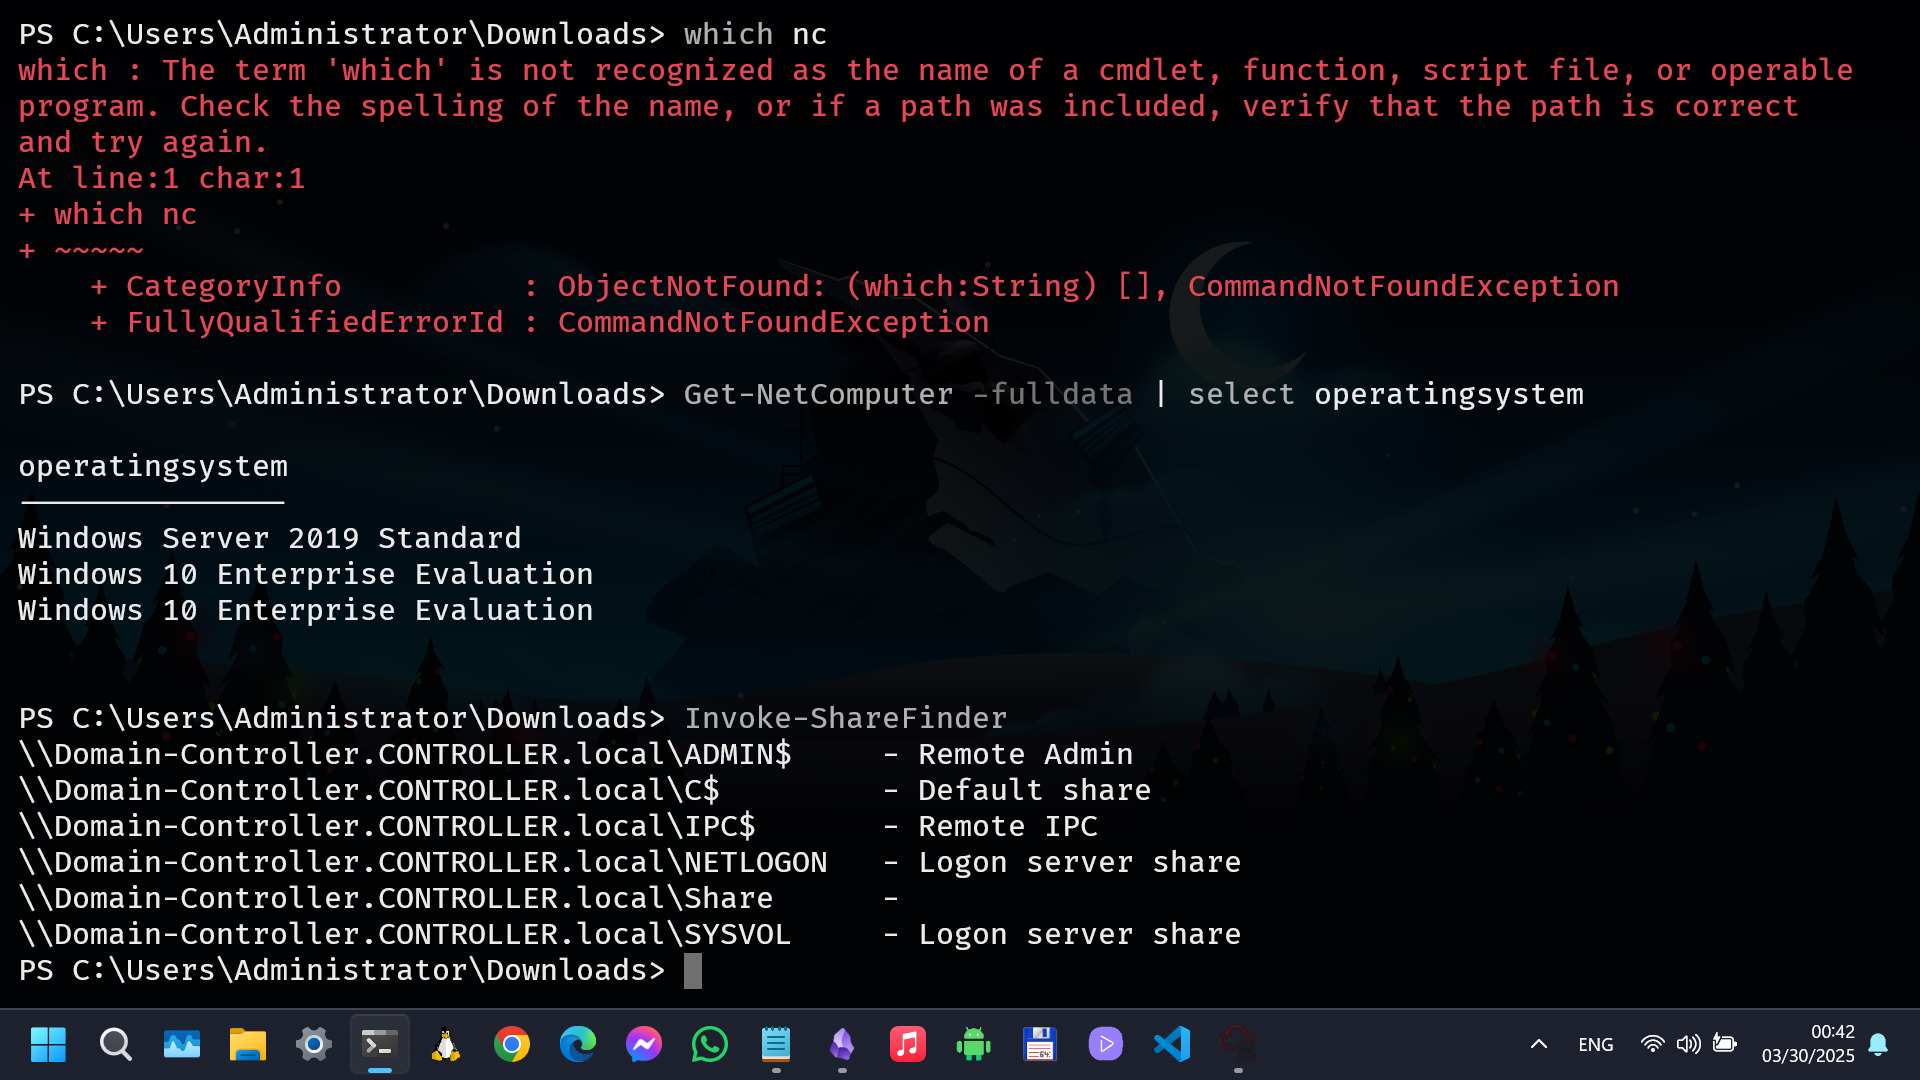 PS C:\Users\Administrator\Downloads> which nc
which : The term 'which' is not recognized as the name of a cmdlet, function, script file, or operable
program. Check the spelling of the name, or if a path was included, verify that the path is correct
and try again.
At line:1 char:1
+ which nc
+ ~~~~~
    + CategoryInfo          : ObjectNotFound: (which:String) [], CommandNotFoundException
    + FullyQualifiedErrorId : CommandNotFoundException
PS C:\Users\Administrator\Downloads> Get-NetComputer -fulldata | select operatingsystem
operatingsystem
---------------
Windows Server 2019 Standard
Windows 10 Enterprise Evaluation
Windows 10 Enterprise Evaluation
PS C:\Users\Administrator\Downloads> Invoke-ShareFinder
\\Domain-Controller.CONTROLLER.local\ADMIN$     - Remote Admin
\\Domain-Controller.CONTROLLER.local\C$         - Default share
\\Domain-Controller.CONTROLLER.local\IPC$       - Remote IPC
\\Domain-Controller.CONTROLLER.local\NETLOGON   - Logon server share
\\Domain-Controller.CONTROLLER.local\Share      -
\\Domain-Controller.CONTROLLER.local\SYSVOL     - Logon server share
PS C:\Users\Administrator\Downloads>
64
ENG
00:42
03/30/2025